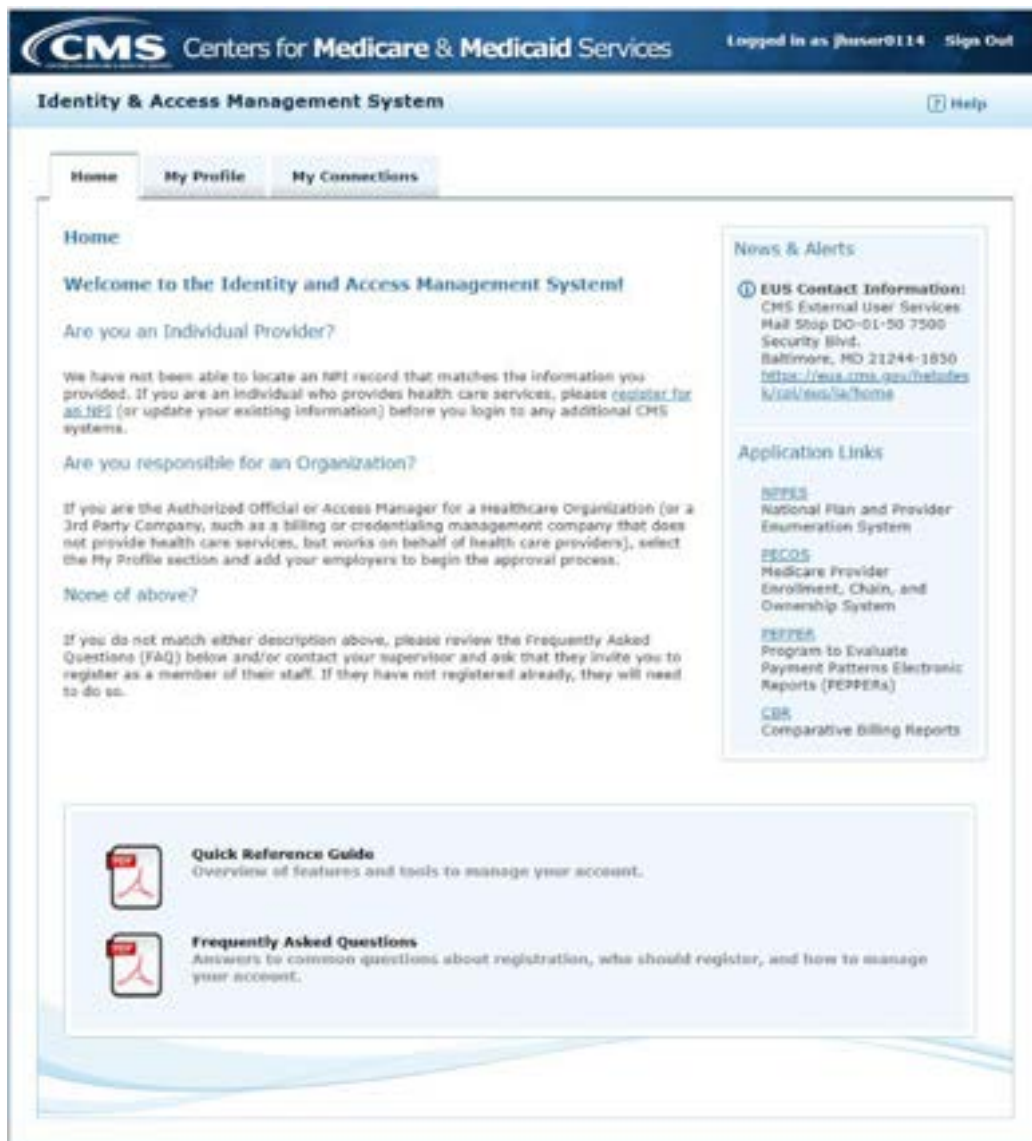 CMS Centers for Medicare & Medicaid Services
Logged in as jhuser0114 Sign Out
Identity & Access Management System
? Help
Home My Profile My Connections
Home
Welcome to the Identity and Access Management System!
Are you an Individual Provider?
We have not been able to locate an NPI record that matches the information you
provided. If you are an individual who provides health care services, please register for
an NPI (or update your existing information) before you login to any additional CMS
systems.
Are you responsible for an Organization?
If you are the Authorized Official or Access Manager for a Healthcare Organization (or a
3rd Party Company, such as a billing or credentialing management company that does
not provide health care services, but works on behalf of health care providers), select
the My Profile section and add your employers to begin the approval process.
None of above?
If you do not match either description above, please review the Frequently Asked
Questions (FAQ) below and/or contact your supervisor and ask that they invite you to
register as a member of their staff. If they have not registered already, they will need
to do so.
News & Alerts
EUS Contact Information:
CMS External User Services
Mail Stop DO-01-50 7500
Security Blvd.
Baltimore, MD 21244-1850
Application Links
NPPES
National Plan and Provider
Enumeration System
PECOS
Medicare Provider
Enrollment, Chain, and
Ownership System
PEPPER
Program to Evaluate
Payment Patterns Electronic
Reports (PEPPERs)
CBR
Comparative Billing Reports
PDF
Quick Reference Guide
Overview of features and tools to manage your account.
PDF
Frequently Asked Questions
Answers to common questions about registration, who should register, and how to manage
your account.